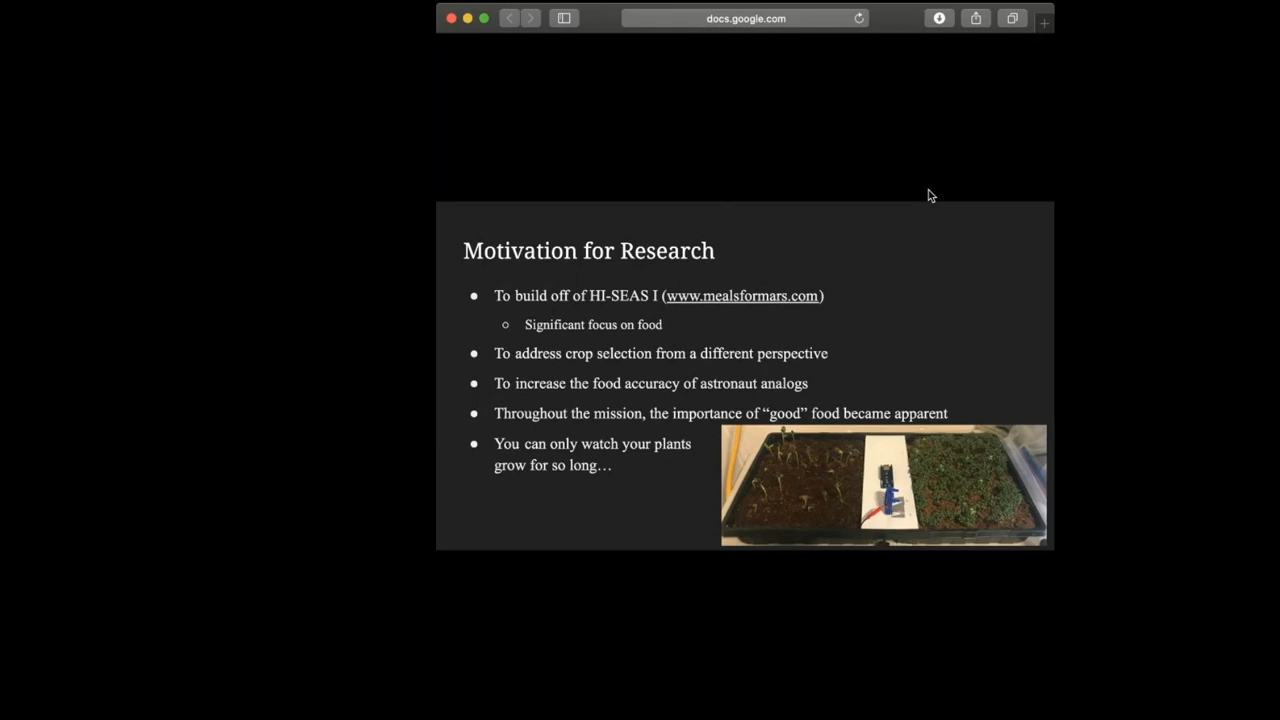 docs.google.com
Motivation for Research
● To build off of HI-SEAS I (www.mealsformars.com)
○ Significant focus on food
● To address crop selection from a different perspective
● To increase the food accuracy of astronaut analogs
● Throughout the mission, the importance of “good” food became apparent
● You can only watch your plants
grow for so long…